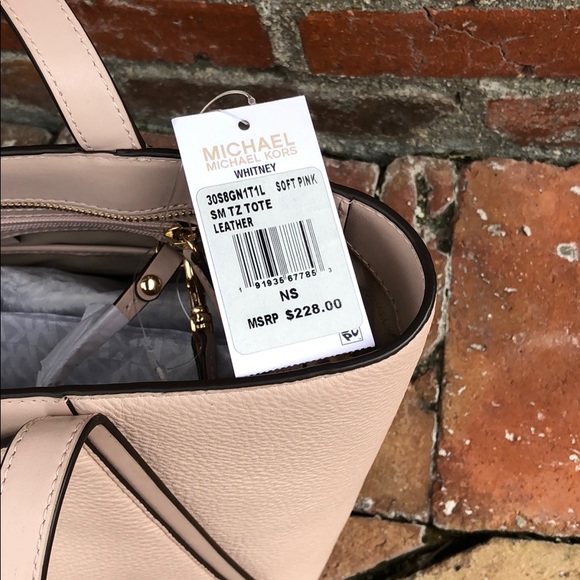 MICHAEL
MICHAEL KORS
WHITNEY
30S8GN1T1L SOFT PINK
SM TZ TOTE
LEATHER
1 91935 67785 3
NS
MSRP $228.00